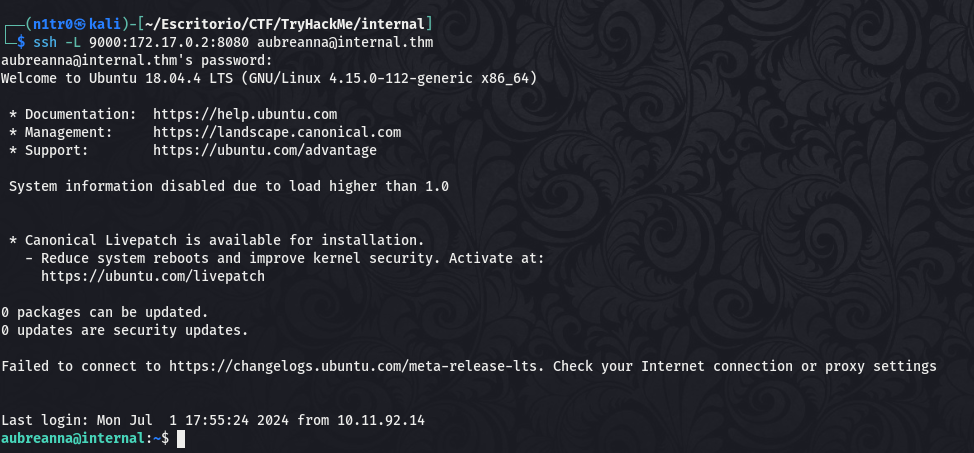 ┌──(n1tr0㉿kali)-[~/Escritorio/CTF/TryHackMe/internal]
└─$ ssh -L 9000:172.17.0.2:8080 aubreanna@internal.thm
aubreanna@internal.thm's password:
Welcome to Ubuntu 18.04.4 LTS (GNU/Linux 4.15.0-112-generic x86_64)
* Documentation:  https://help.ubuntu.com
* Management:     https://landscape.canonical.com
* Support:        https://ubuntu.com/advantage
System information disabled due to load higher than 1.0
* Canonical Livepatch is available for installation.
- Reduce system reboots and improve kernel security. Activate at:
https://ubuntu.com/livepatch
0 packages can be updated.
0 updates are security updates.
Failed to connect to https://changelogs.ubuntu.com/meta-release-lts. Check your Internet connection or proxy settings
Last login: Mon Jul  1 17:55:24 2024 from 10.11.92.14
aubreanna@internal:~$